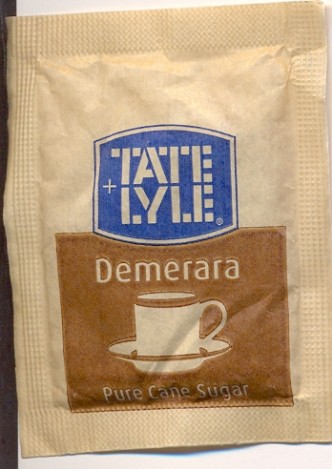 TATE
+ LYLE®
Demerara
Pure Cane Sugar